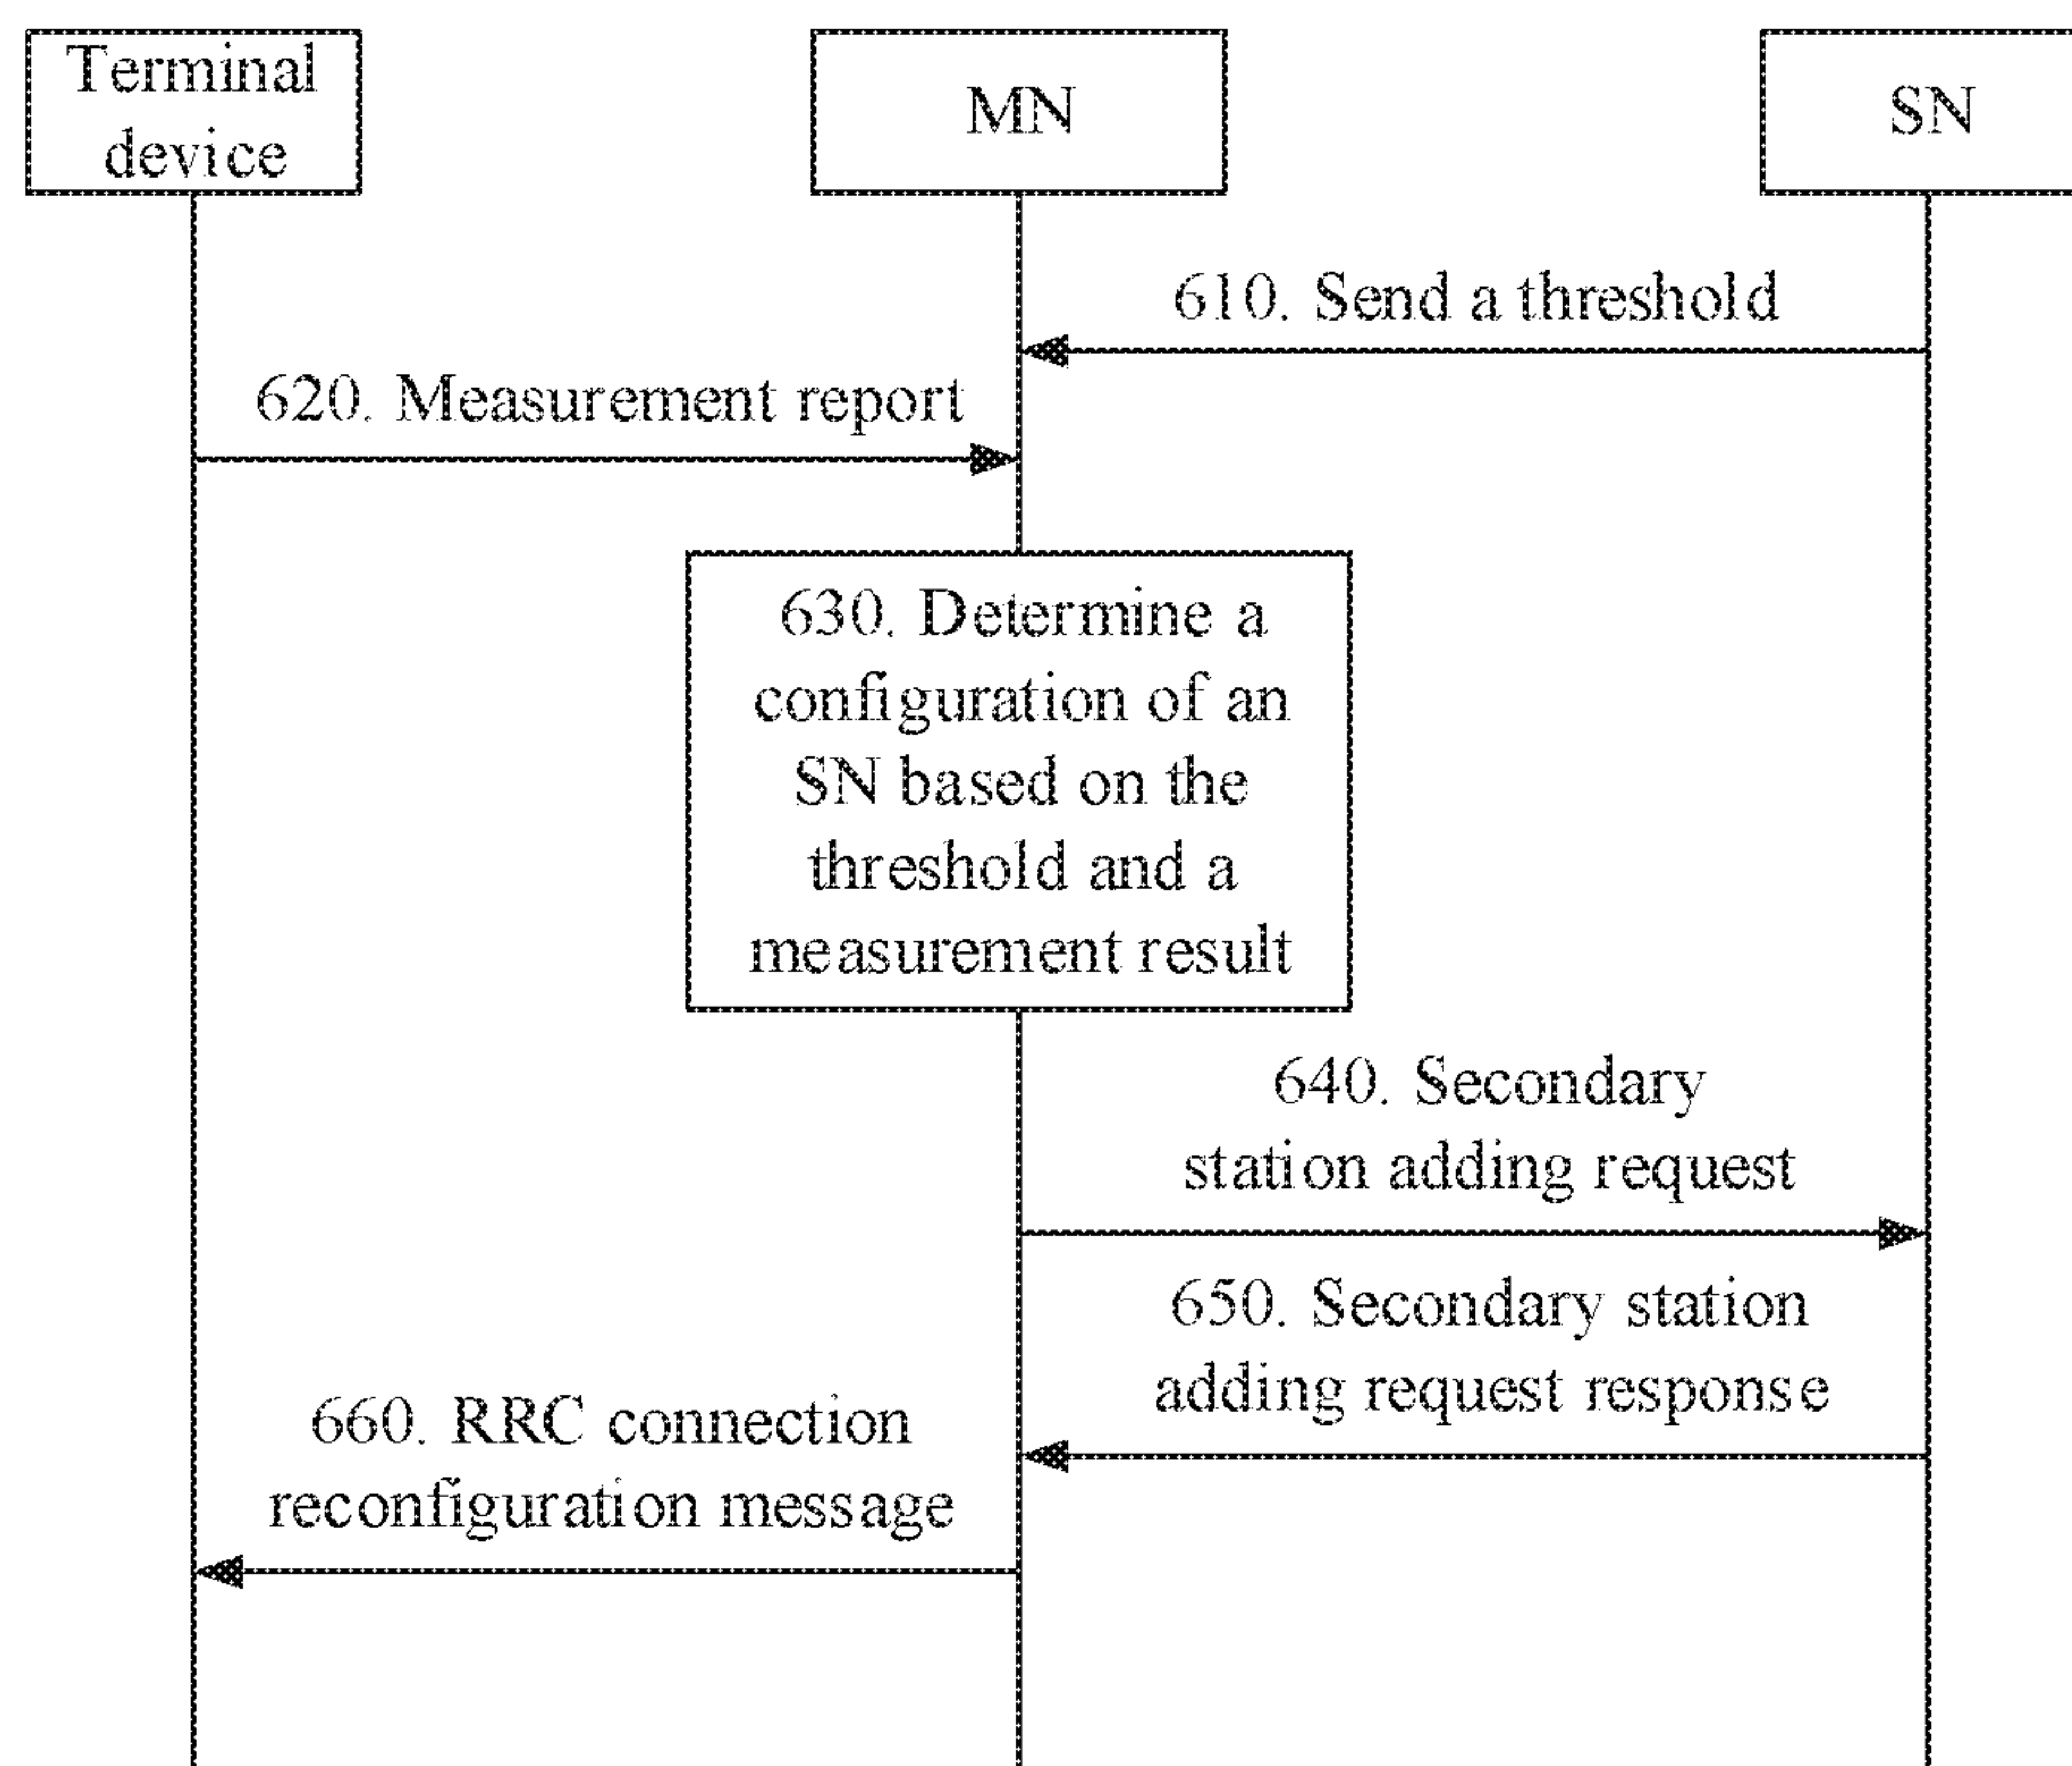 Terminal
device
MN
SN
610. Send a threshold
620. Measurement report
630. Determine a
configuration of an
SN based on the
threshold and a
measurement result
640. Secondary
station adding request
650. Secondary station
adding request response
660. RRC connection
reconfiguration message